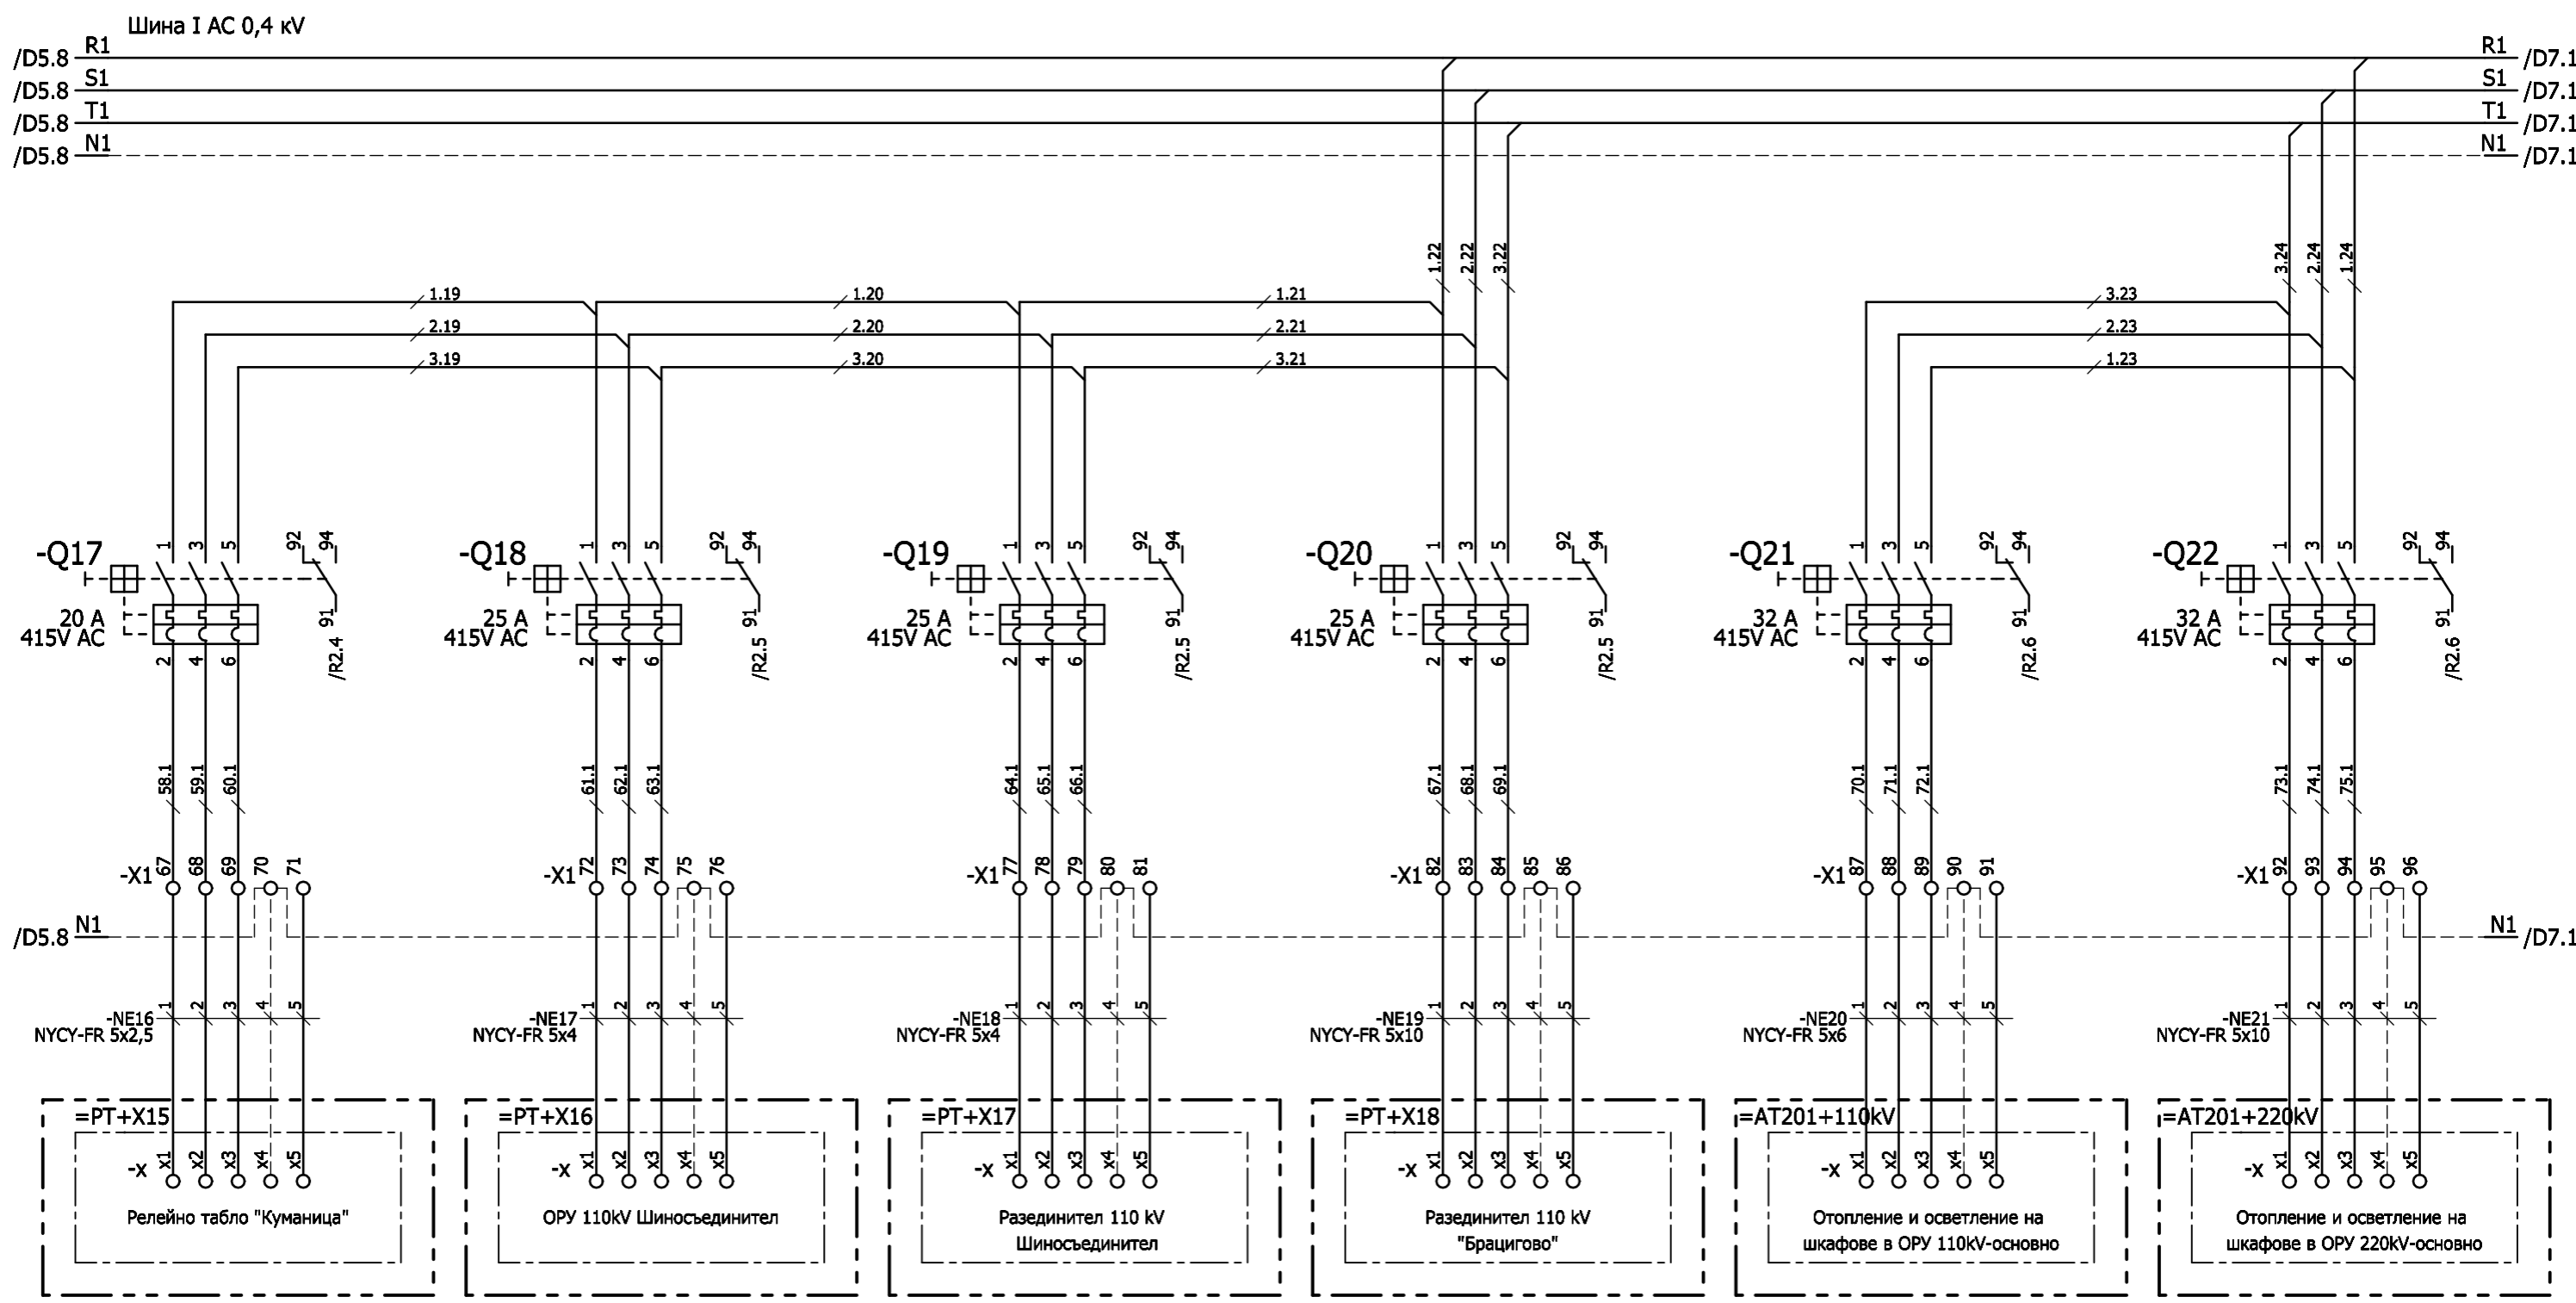 Шина I AC 0,4 kV
/D5.8 R1 R1 /D7.1
/D5.8 S1 S1 /D7.1
/D5.8 T1 T1 /D7.1
/D5.8 N1 N1 /D7.1
1.22 2.22 3.22 3.24 2.24 1.24
1.19 1.20 1.21 3.23
2.19 2.20 2.21 2.23
3.19 3.20 3.21 1.23
-Q17 1 3 5 92 94 -Q18 1 3 5 92 94 -Q19 1 3 5 92 94 -Q20 1 3 5 92 94 -Q21 1 3 5 92 94 -Q22 1 3 5 92 94
20 A 91 25 A 91 25 A 91 25 A 91 32 A 91 32 A 91
415V AC 415V AC 415V AC 415V AC 415V AC 415V AC
2 4 6 /R2.4 2 4 6 /R2.5 2 4 6 /R2.5 2 4 6 /R2.5 2 4 6 /R2.6 2 4 6 /R2.6
58.1 59.1 60.1 61.1 62.1 63.1 64.1 65.1 66.1 67.1 68.1 69.1 70.1 71.1 72.1 73.1 74.1 75.1
-X1 67 68 69 70 71 -X1 72 73 74 75 76 -X1 77 78 79 80 81 -X1 82 83 84 85 86 -X1 87 88 89 90 91 -X1 92 93 94 95 96
/D5.8 N1 N1 /D7.1
-NE16 1 2 3 4 5 -NE17 1 2 3 4 5 -NE18 1 2 3 4 5 -NE19 1 2 3 4 5 -NE20 1 2 3 4 5 -NE21 1 2 3 4 5
NYCY-FR 5x2,5 NYCY-FR 5x4 NYCY-FR 5x4 NYCY-FR 5x10 NYCY-FR 5x6 NYCY-FR 5x10
=PT+X15 =PT+X16 =PT+X17 =PT+X18 =AT201+110kV =AT201+220kV
-x x1 x2 x3 x4 x5 -x x1 x2 x3 x4 x5 -x x1 x2 x3 x4 x5 -x x1 x2 x3 x4 x5 -x x1 x2 x3 x4 x5 -x x1 x2 x3 x4 x5
Релейно табло "Куманица"
ОРУ 110kV Шиносъединител
Разединител 110 kV
Шиносъединител
Разединител 110 kV
"Брацигово"
Отопление и осветление на
шкафове в ОРУ 110kV-основно
Отопление и осветление на
шкафове в ОРУ 220kV-основно